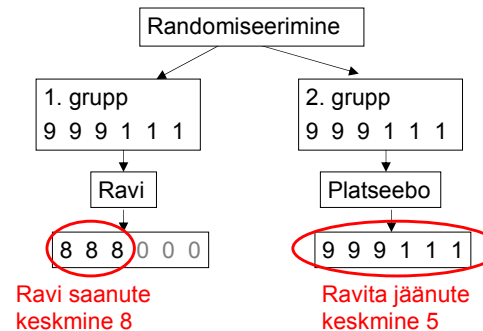 Randomiseerimine
1. grupp
9 9 9 1 1 1
2. grupp
9 9 9 1 1 1
Ravi
Platseebo
8 8 8 0 0 0
9 9 9 1 1 1
Ravi saanute
keskmine 8
Ravita jäänute
keskmine 5